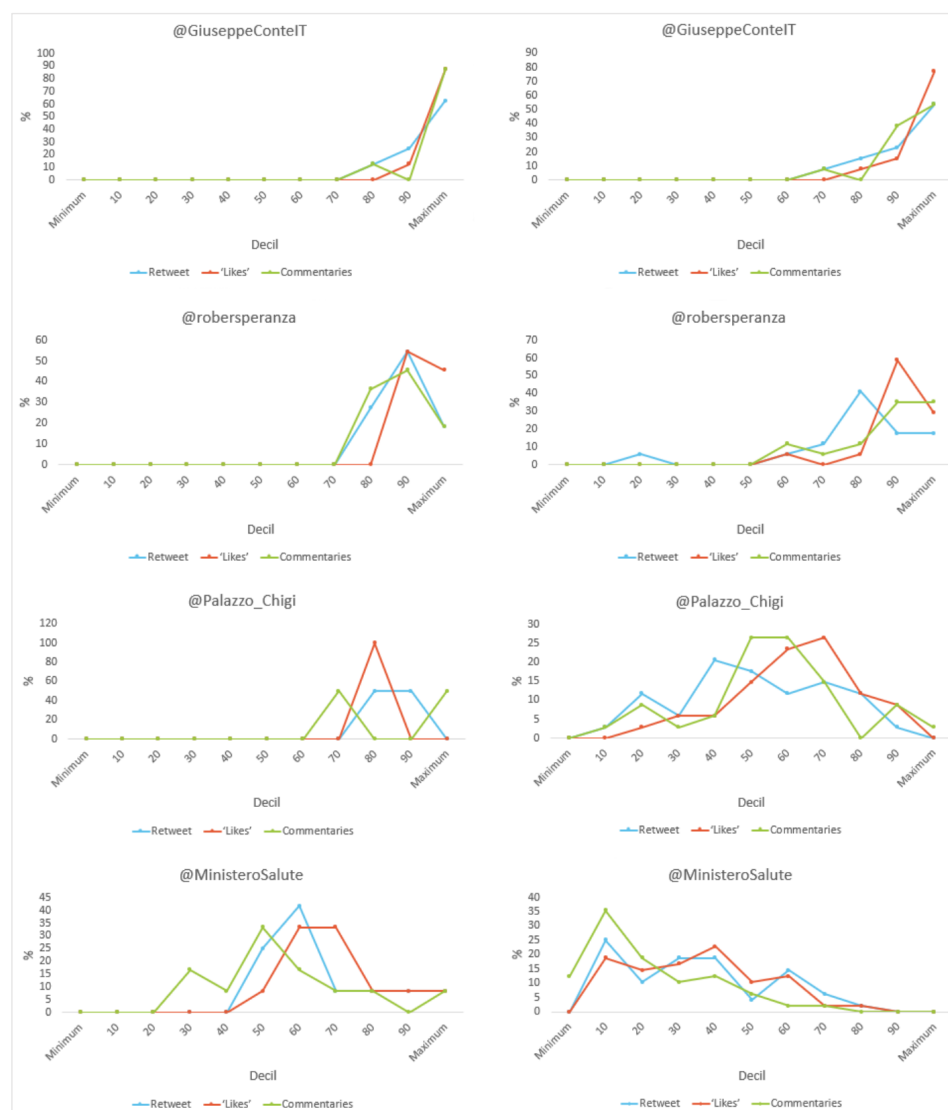 @GiuseppeConteIT
100
90
80
70
60
50
40
30
20
10
0
%
Minimum 10 20 30 40 50 60 70 80 90 Maximum
Decil
Retweet 'Likes' Commentaries
@GiuseppeConteIT
90
80
70
60
50
40
30
20
10
0
%
Minimum 10 20 30 40 50 60 70 80 90 Maximum
Decil
Retweet 'Likes' Commentaries
@robersperanza
60
50
40
30
20
10
0
%
Minimum 10 20 30 40 50 60 70 80 90 Maximum
Decil
Retweet 'Likes' Commentaries
@robersperanza
70
60
50
40
30
20
10
0
%
Minimum 10 20 30 40 50 60 70 80 90 Maximum
Decil
Retweet 'Likes' Commentaries
@Palazzo_Chigi
120
100
80
60
40
20
0
%
Minimum 10 20 30 40 50 60 70 80 90 Maximum
Decil
Retweet 'Likes' Commentaries
@Palazzo_Chigi
30
25
20
15
10
5
0
%
Minimum 10 20 30 40 50 60 70 80 90 Maximum
Decil
Retweet 'Likes' Commentaries
@MinisteroSalute
45
40
35
30
25
20
15
10
5
0
%
Minimum 10 20 30 40 50 60 70 80 90 Maximum
Decil
Retweet 'Likes' Commentaries
@MinisteroSalute
40
35
30
25
20
15
10
5
0
%
Minimum 10 20 30 40 50 60 70 80 90 Maximum
Decil
Retweet 'Likes' Commentaries